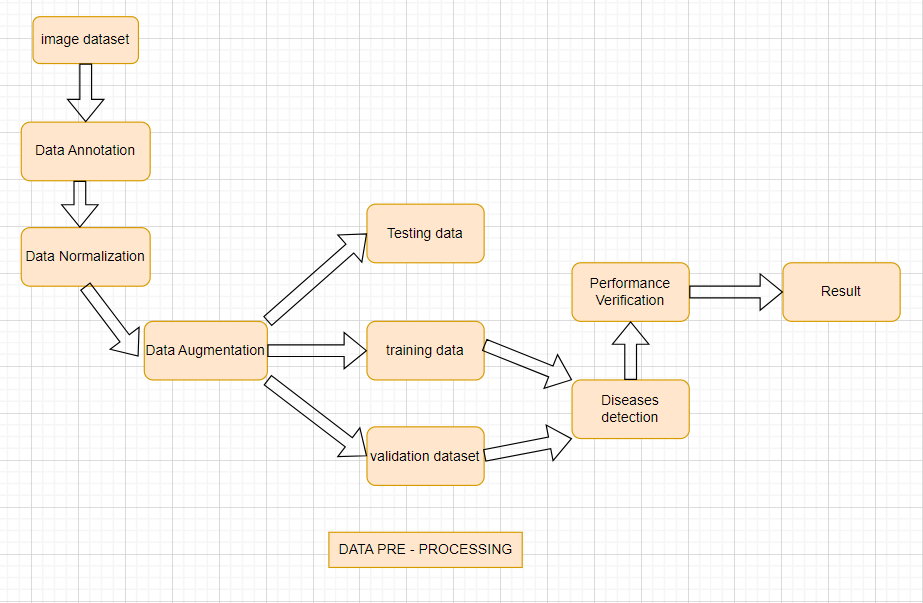 image dataset
Data Annotation
Data Normalization
Data Augmentation
Testing data
training data
validation dataset
Diseases
detection
Performance
Verification
Result
DATA PRE - PROCESSING